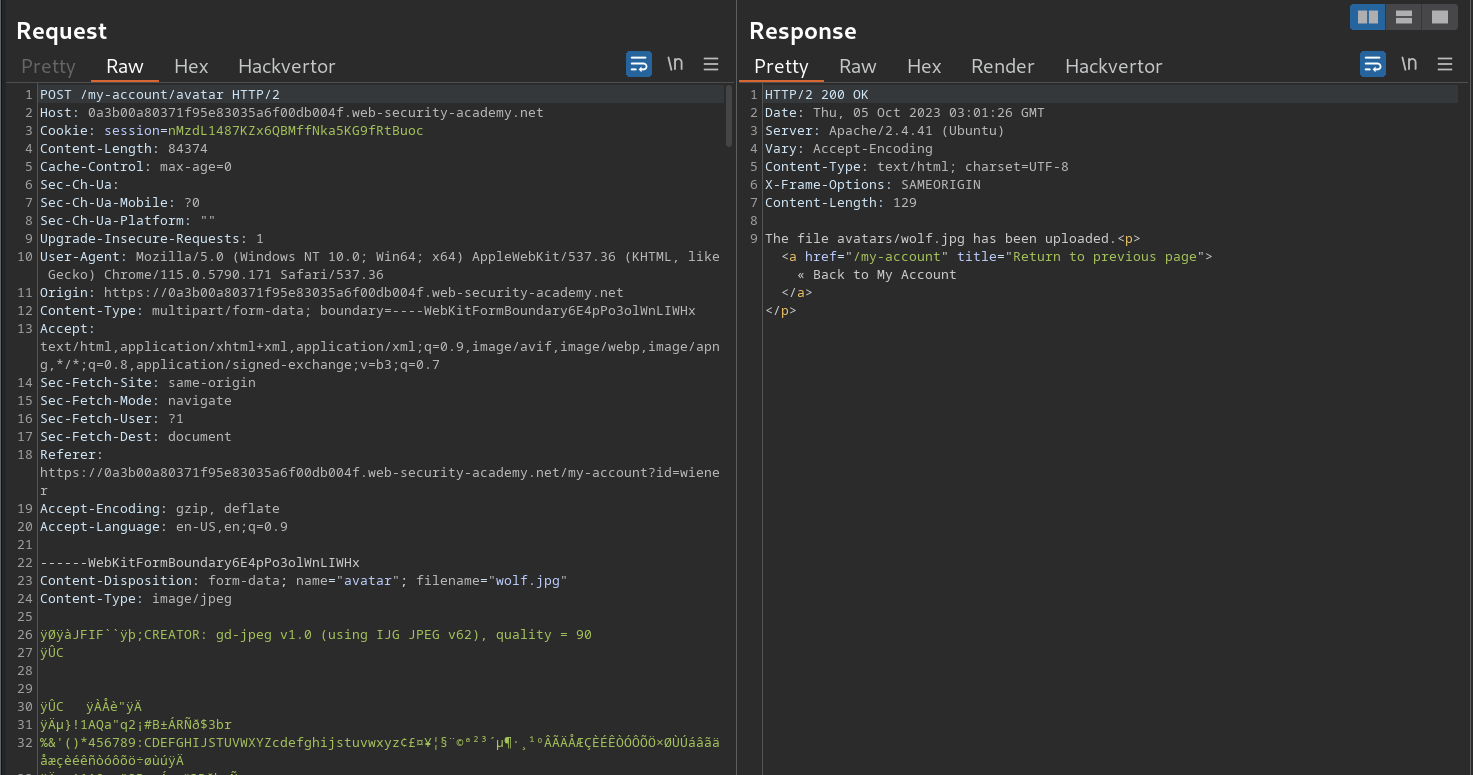 Request
Pretty Raw Hex Hackvertor \n
1 POST /my-account/avatar HTTP/2
2 Host: 0a3b00a80371f95e83035a6f00db004f.web-security-academy.net
3 Cookie: session=nMzdL1487KZx6QBMffNka5KG9fRtBuoc
4 Content-Length: 84374
5 Cache-Control: max-age=0
6 Sec-Ch-Ua:
7 Sec-Ch-Ua-Mobile: ?0
8 Sec-Ch-Ua-Platform: ""
9 Upgrade-Insecure-Requests: 1
10 User-Agent: Mozilla/5.0 (Windows NT 10.0; Win64; x64) AppleWebKit/537.36 (KHTML, like
Gecko) Chrome/115.0.5790.171 Safari/537.36
11 Origin: https://0a3b00a80371f95e83035a6f00db004f.web-security-academy.net
12 Content-Type: multipart/form-data; boundary=----WebKitFormBoundary6E4pPo3olWnLIWHx
13 Accept:
text/html,application/xhtml+xml,application/xml;q=0.9,image/avif,image/webp,image/apn
g,*/*;q=0.8,application/signed-exchange;v=b3;q=0.7
14 Sec-Fetch-Site: same-origin
15 Sec-Fetch-Mode: navigate
16 Sec-Fetch-User: ?1
17 Sec-Fetch-Dest: document
18 Referer:
https://0a3b00a80371f95e83035a6f00db004f.web-security-academy.net/my-account?id=wiene
r
19 Accept-Encoding: gzip, deflate
20 Accept-Language: en-US,en;q=0.9
21
22 ------WebKitFormBoundary6E4pPo3olWnLIWHx
23 Content-Disposition: form-data; name="avatar"; filename="wolf.jpg"
24 Content-Type: image/jpeg
25
26 ÿØÿàJFIF``ÿþ;CREATOR: gd-jpeg v1.0 (using IJG JPEG v62), quality = 90
27 ÿÛC
28
29
30 ÿÛC ÿÀÅè"ÿÄ
31 ÿÄµ}!1AQa"q2¡#B±ÁRÑð$3br
32 %&'()*456789:CDEFGHIJSTUVWXYZcdefghijstuvwxyz¢£¤¥¦§¨©ª²³´µ¶·¸¹ºÂÃÄÅÆÇÈÉÊÒÓÔÕÖ×ØÙÚáâãä
åæçèéêñòóôõö÷øùúÿÄ
Response
Pretty Raw Hex Render Hackvertor \n
1 HTTP/2 200 OK
2 Date: Thu, 05 Oct 2023 03:01:26 GMT
3 Server: Apache/2.4.41 (Ubuntu)
4 Vary: Accept-Encoding
5 Content-Type: text/html; charset=UTF-8
6 X-Frame-Options: SAMEORIGIN
7 Content-Length: 129
8
9 The file avatars/wolf.jpg has been uploaded.<p>
<a href="/my-account" title="Return to previous page">
« Back to My Account
</a>
</p>